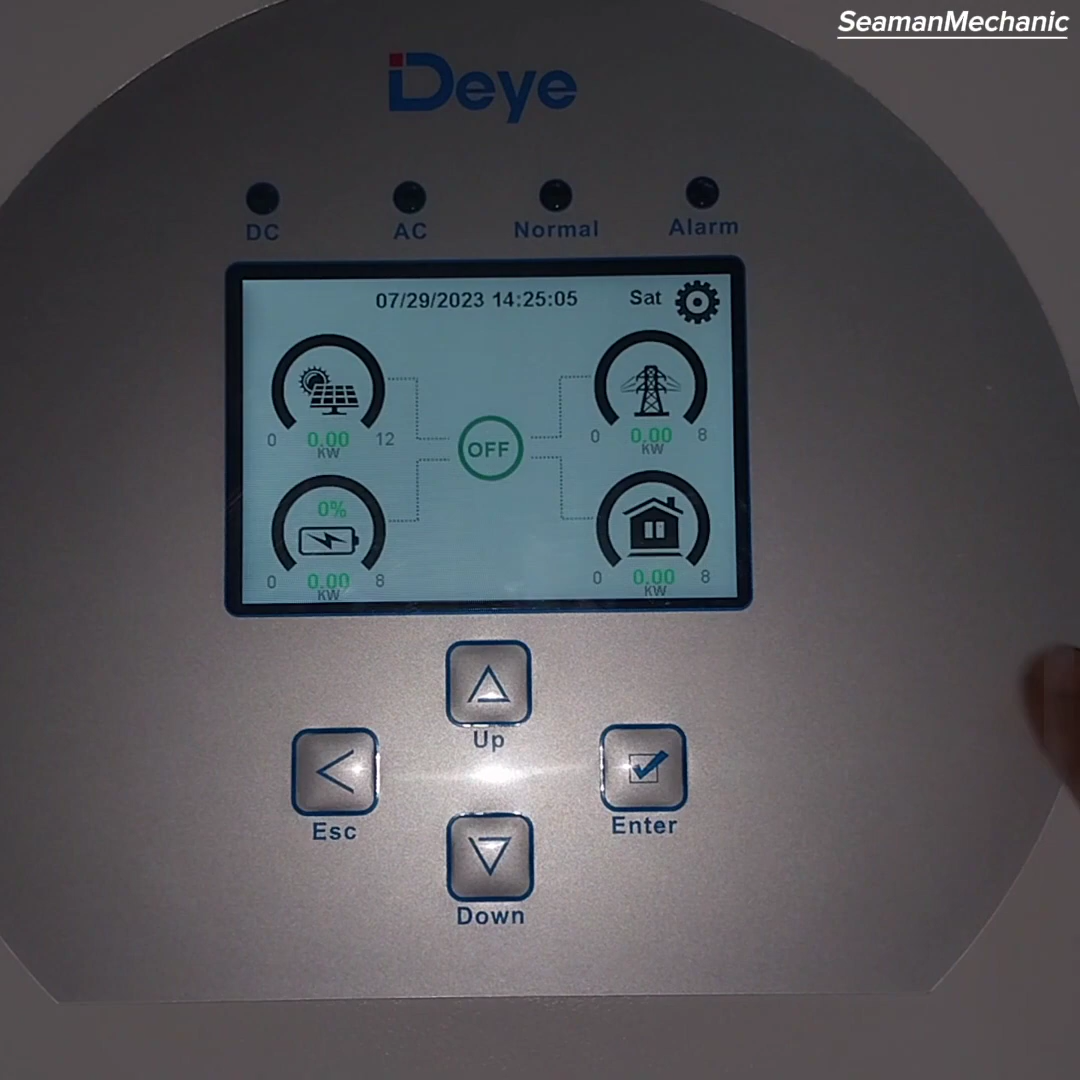 SeamanMechanic
Deye
DC AC Normal Alarm
07/29/2023 14:25:05 Sat
0 0.00 12
KW
0 0.00 8
KW
OFF
0%
0 0.00 8
KW
0 0.00 8
KW
Up
Esc
Enter
Down